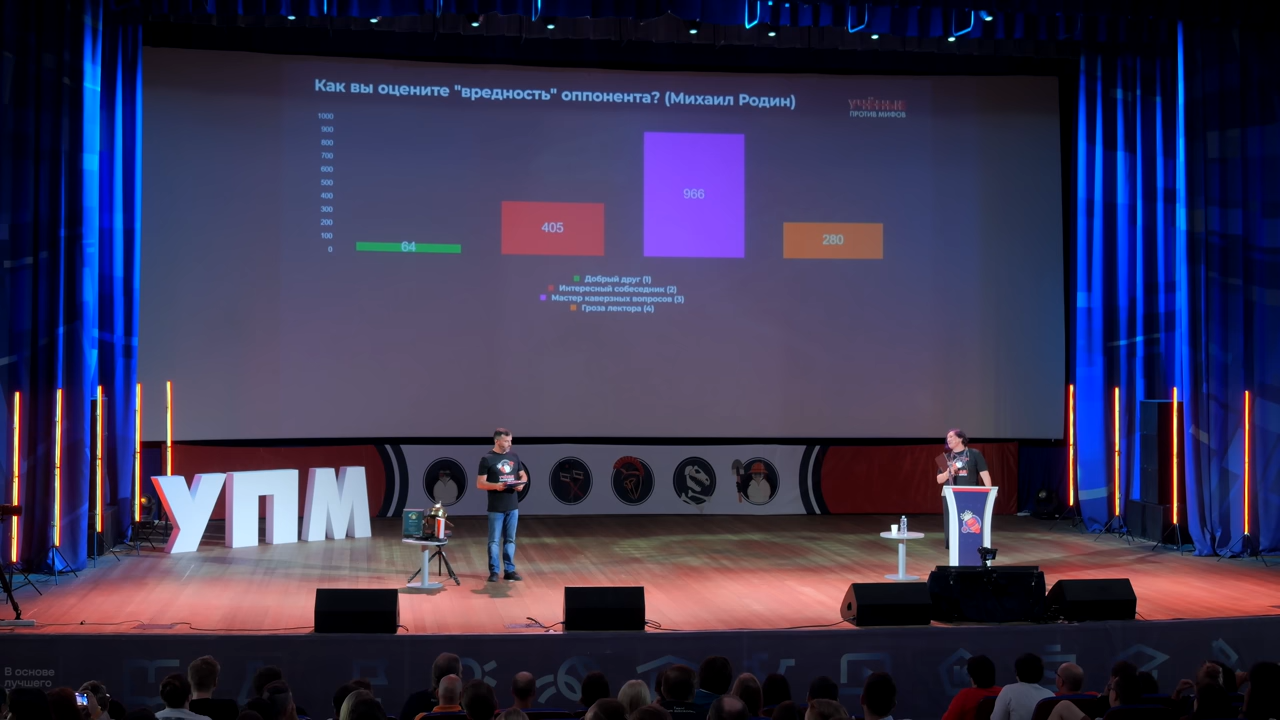 Как вы оцените "вредность" оппонента? (Михаил Родин)
УЧЁНЫЕ
ПРОТИВ МИФОВ
1000
900
800
700
600
500
400
300
200
100
0
64
405
966
280
Добрый друг (1)
Интересный собеседник (2)
Мастер каверзных вопросов (3)
Гроза лектора (4)
УПМ
В основе
лучшего